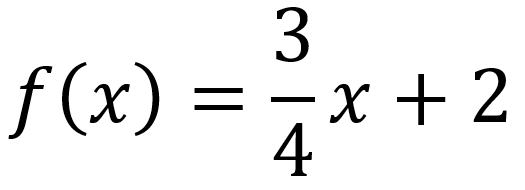 f(x) = 3/4 x + 2